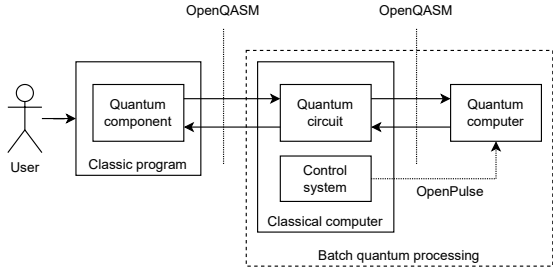 OpenQASM
OpenQASM
Quantum
component
Quantum
circuit
Quantum
computer
User
Classic program
Control
system
OpenPulse
Classical computer
Batch quantum processing